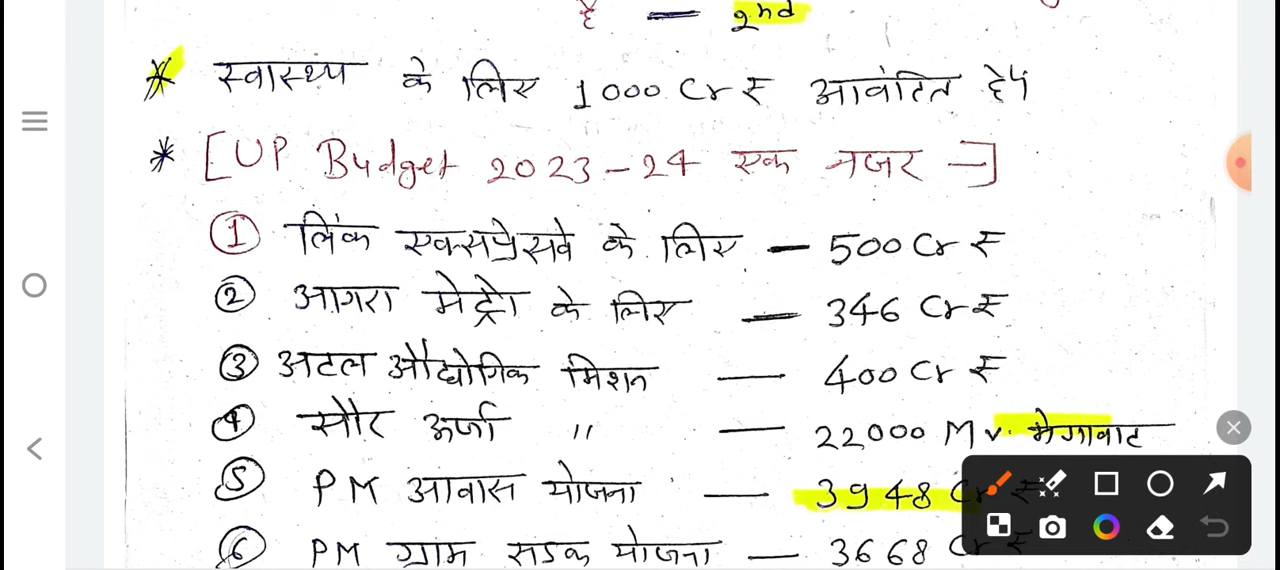 है — 2nd
* स्वास्थ्य के लिए 1000 Cr ₹ आवंटित है।
* [UP Budget 2023-24 एक नजर -]
① लिंक एक्सप्रेसवे के लिए - 500 Cr ₹
② आगरा मेट्रो के लिए — 346 Cr ₹
③ अटल औद्योगिक मिशन — 400 Cr ₹
④ सौर ऊर्जा " — 22000 M v. मेगावाट
⑤ PM आवास योजना — 3948 Cr ₹
⑥ PM ग्राम सडक योजना — 3668 Cr ₹